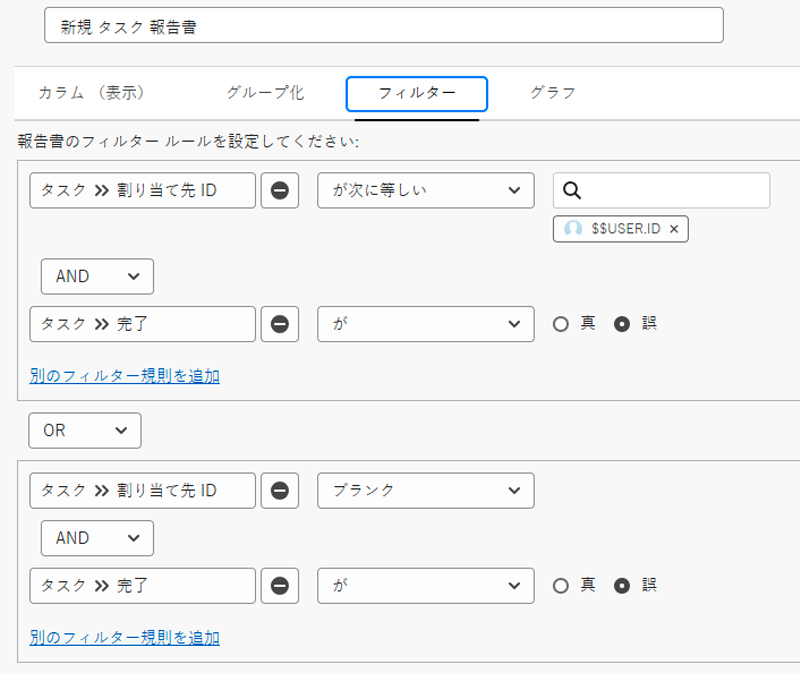 新規 タスク 報告書
カラム （表示） グループ化 フィルター グラフ
報告書のフィルター ルールを設定してください:
タスク >> 割り当て先 ID が次に等しい
$$USER.ID ×
AND
タスク >> 完了 が 真 誤
別のフィルター規則を追加
OR
タスク >> 割り当て先 ID ブランク
AND
タスク >> 完了 が 真 誤
別のフィルター規則を追加